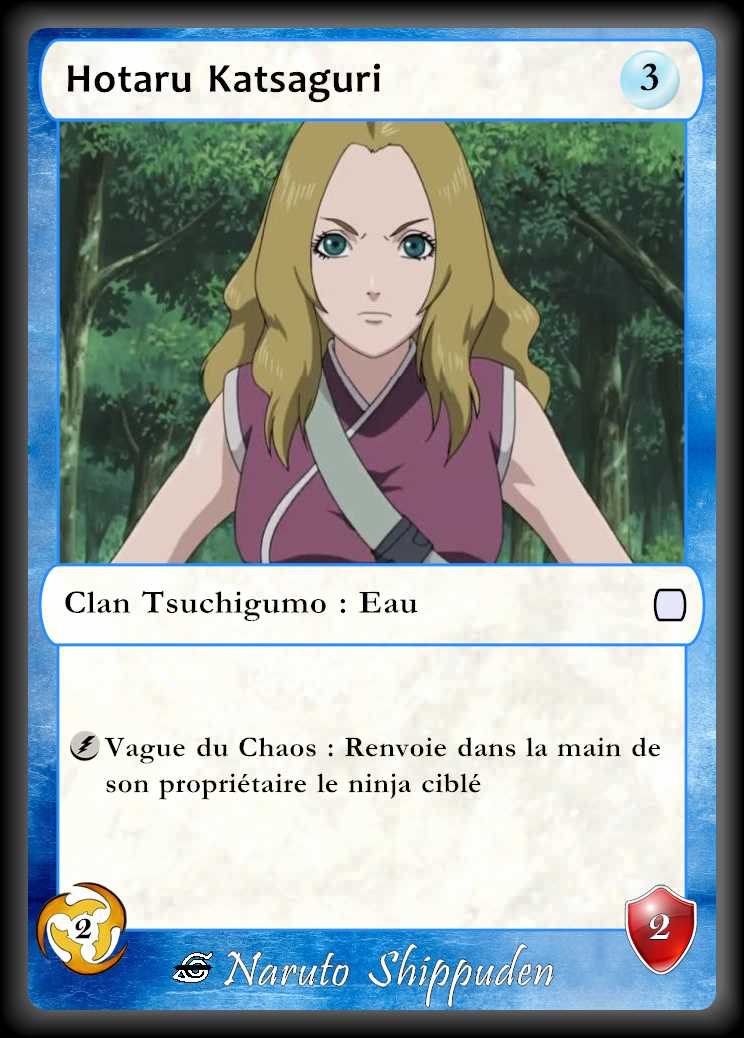 Hotaru Katsaguri
3
Clan Tsuchigumo : Eau
Vague du Chaos : Renvoie dans la main de
son propriétaire le ninja ciblé
2
2
Naruto Shippuden